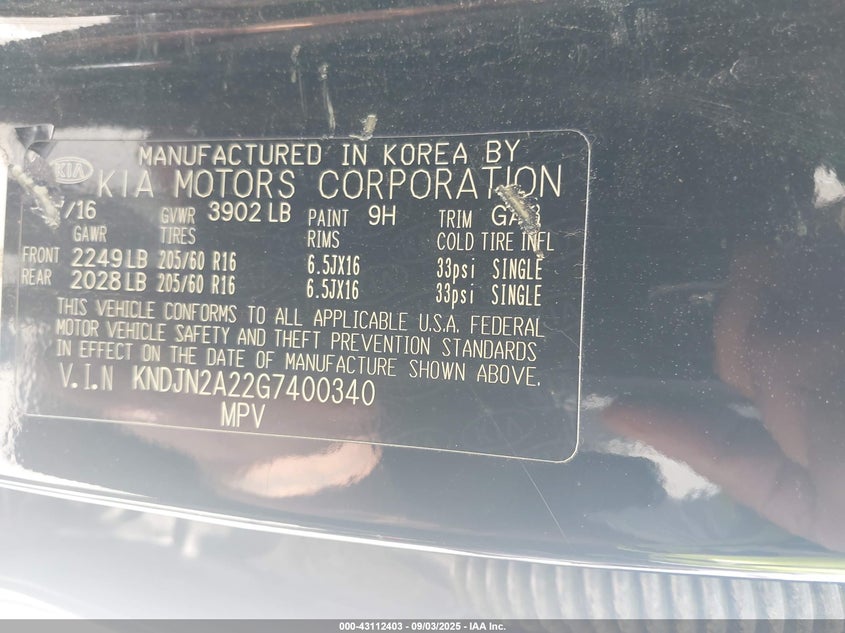 MANUFACTURED IN KOREA BY
KIA KIA MOTORS CORPORATION
/16 GVWR 3902 LB PAINT 9H TRIM
GAWR TIRES RIMS COLD TIRE INFL
FRONT 2249 LB 205/60 R16 6.5JX16 33psi SINGLE
REAR 2028 LB 205/60 R16 6.5JX16 33psi SINGLE
THIS VEHICLE CONFORMS TO ALL APPLICABLE U.S.A. FEDERAL
MOTOR VEHICLE SAFETY AND THEFT PREVENTION STANDARDS
IN EFFECT ON THE DATE OF MANUFACTURE SHOWN ABOVE.
V.I.N KNDJN2A22G7400340
MPV
000-43112403 - 09/03/2025 - IAA Inc.